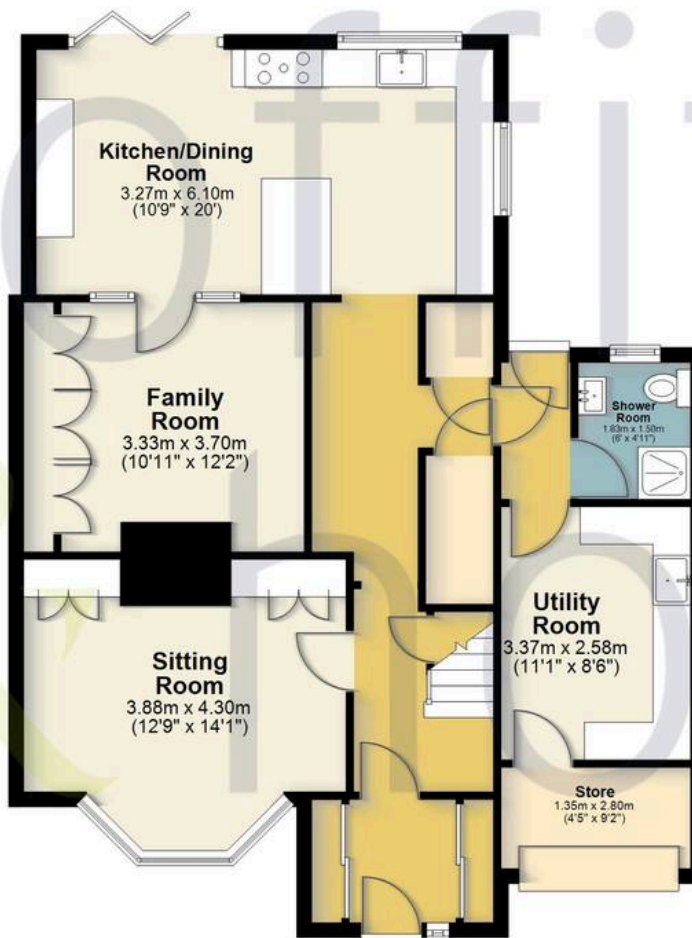 Kitchen/Dining
Room
3.27m x 6.10m
(10'9" x 20')
Family
Room
3.33m x 3.70m
(10'11" x 12'2")
Shower
Room
1.83m x 1.50m
(6' x 4'11")
Utility
Room
3.37m x 2.58m
(11'1" x 8'6")
Sitting
Room
3.88m x 4.30m
(12'9" x 14'1")
Store
1.35m x 2.80m
(4'5" x 9'2")